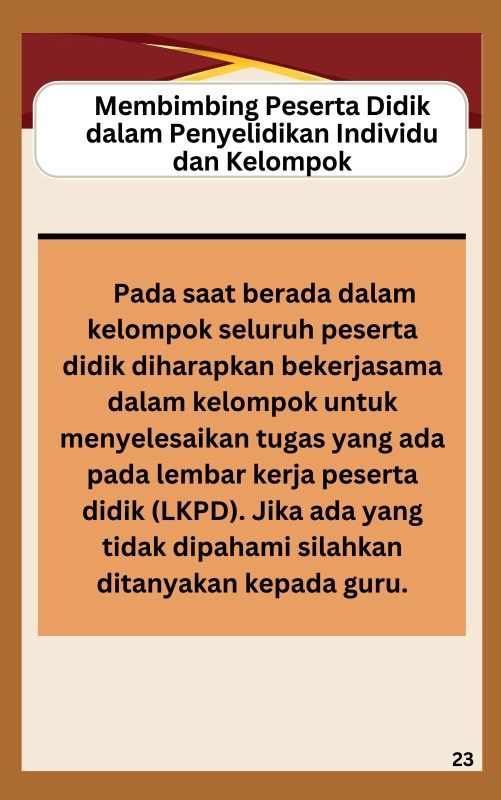 Membimbing Peserta Didik
dalam Penyelidikan Individu
dan Kelompok
Pada saat berada dalam
kelompok seluruh peserta
didik diharapkan bekerjasama
dalam kelompok untuk
menyelesaikan tugas yang ada
pada lembar kerja peserta
didik (LKPD). Jika ada yang
tidak dipahami silahkan
ditanyakan kepada guru.
23